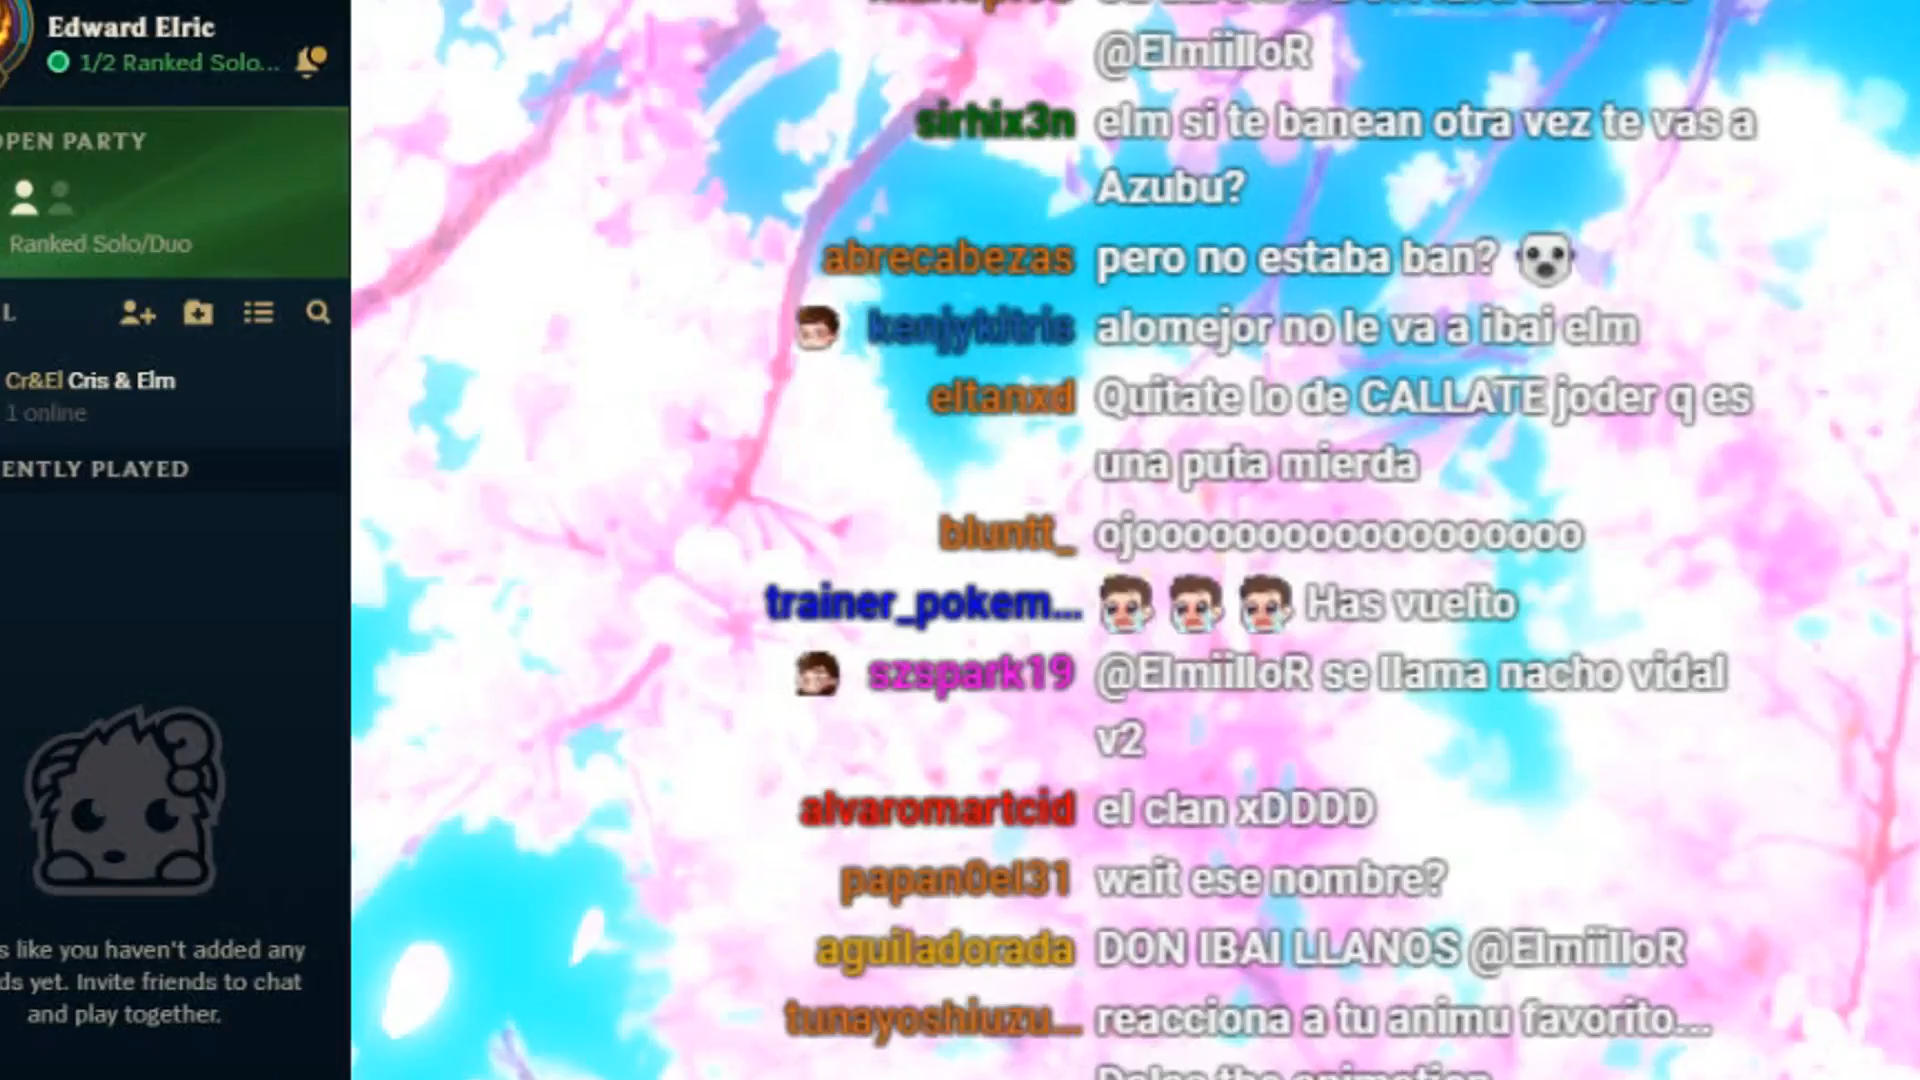 Edward Elric
1/2 Ranked Solo...
OPEN PARTY
Ranked Solo/Duo
L
Cr&El Cris & Elm
1 online
ENTLY PLAYED
s like you haven't added any
ds yet. Invite friends to chat
and play together.
@ElmiilloR
sirhix3n elm si te banean otra vez te vas a
Azubu?
abrecabezas pero no estaba ban?
kenjykitris alomejor no le va a ibai elm
eltanxd Quitate lo de CALLATE joder q es
una puta mierda
bluntt_ ojoooooooooooooooooo
trainer_pokem... Has vuelto
szspark19 @ElmiilloR se llama nacho vidal
v2
alvaromartcid el clan xDDDD
papan0el31 wait ese nombre?
aguiladorada DON IBAI LLANOS @ElmiilloR
tunayoshiuzu... reacciona a tu animu favorito...